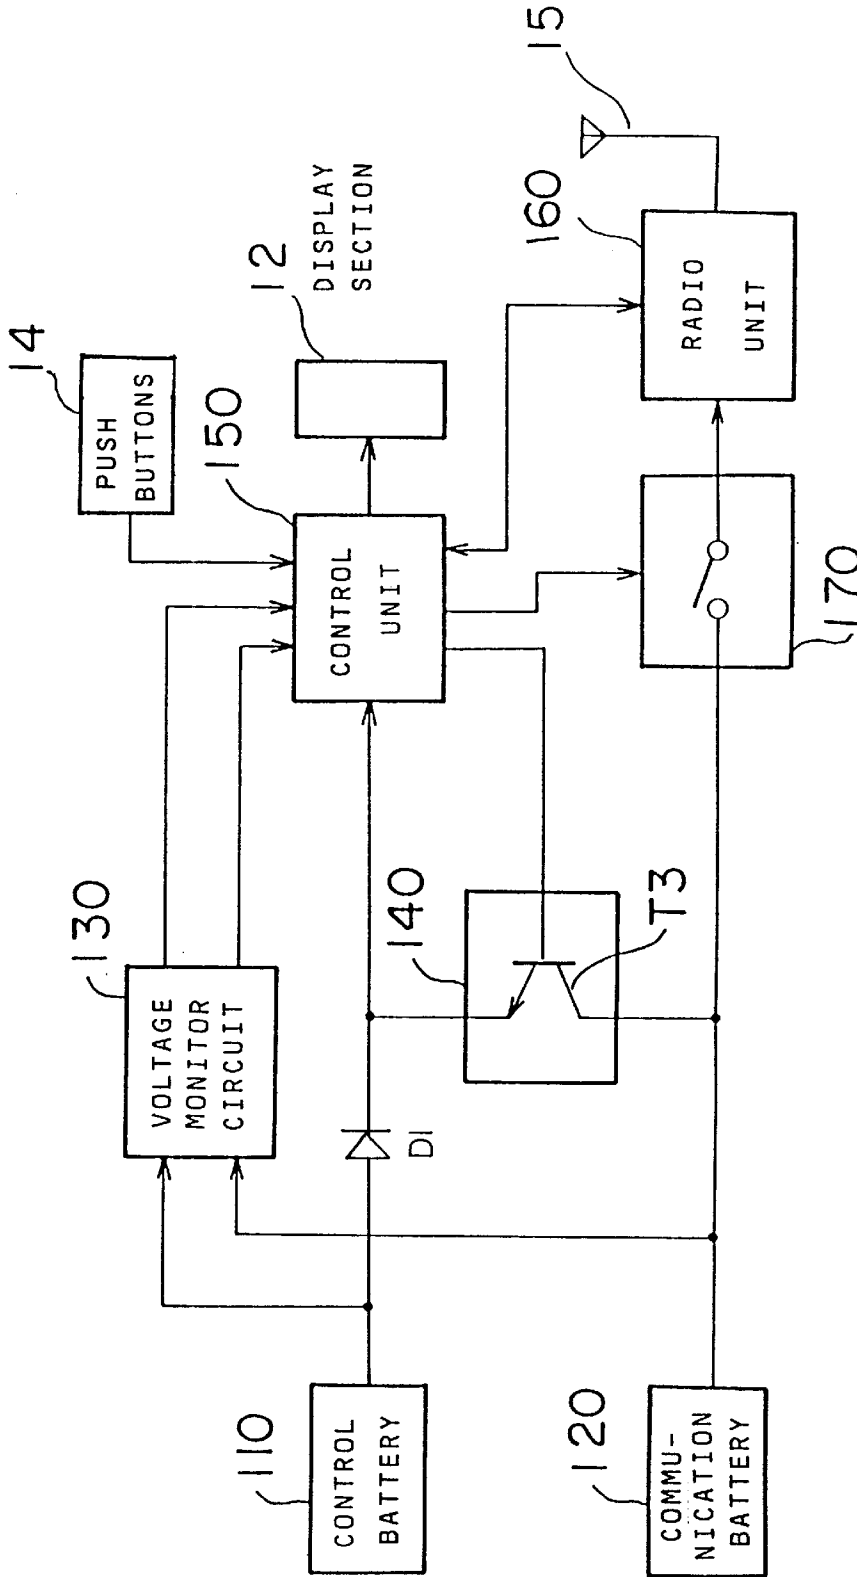 110
CONTROL
BATTERY
120
COMMU-
NICATION
BATTERY
130
VOLTAGE
MONITOR
CIRCUIT
D1
140
T3
14
PUSH
BUTTONS
150
CONTROL
UNIT
12
DISPLAY
SECTION
170
160
RADIO
UNIT
15